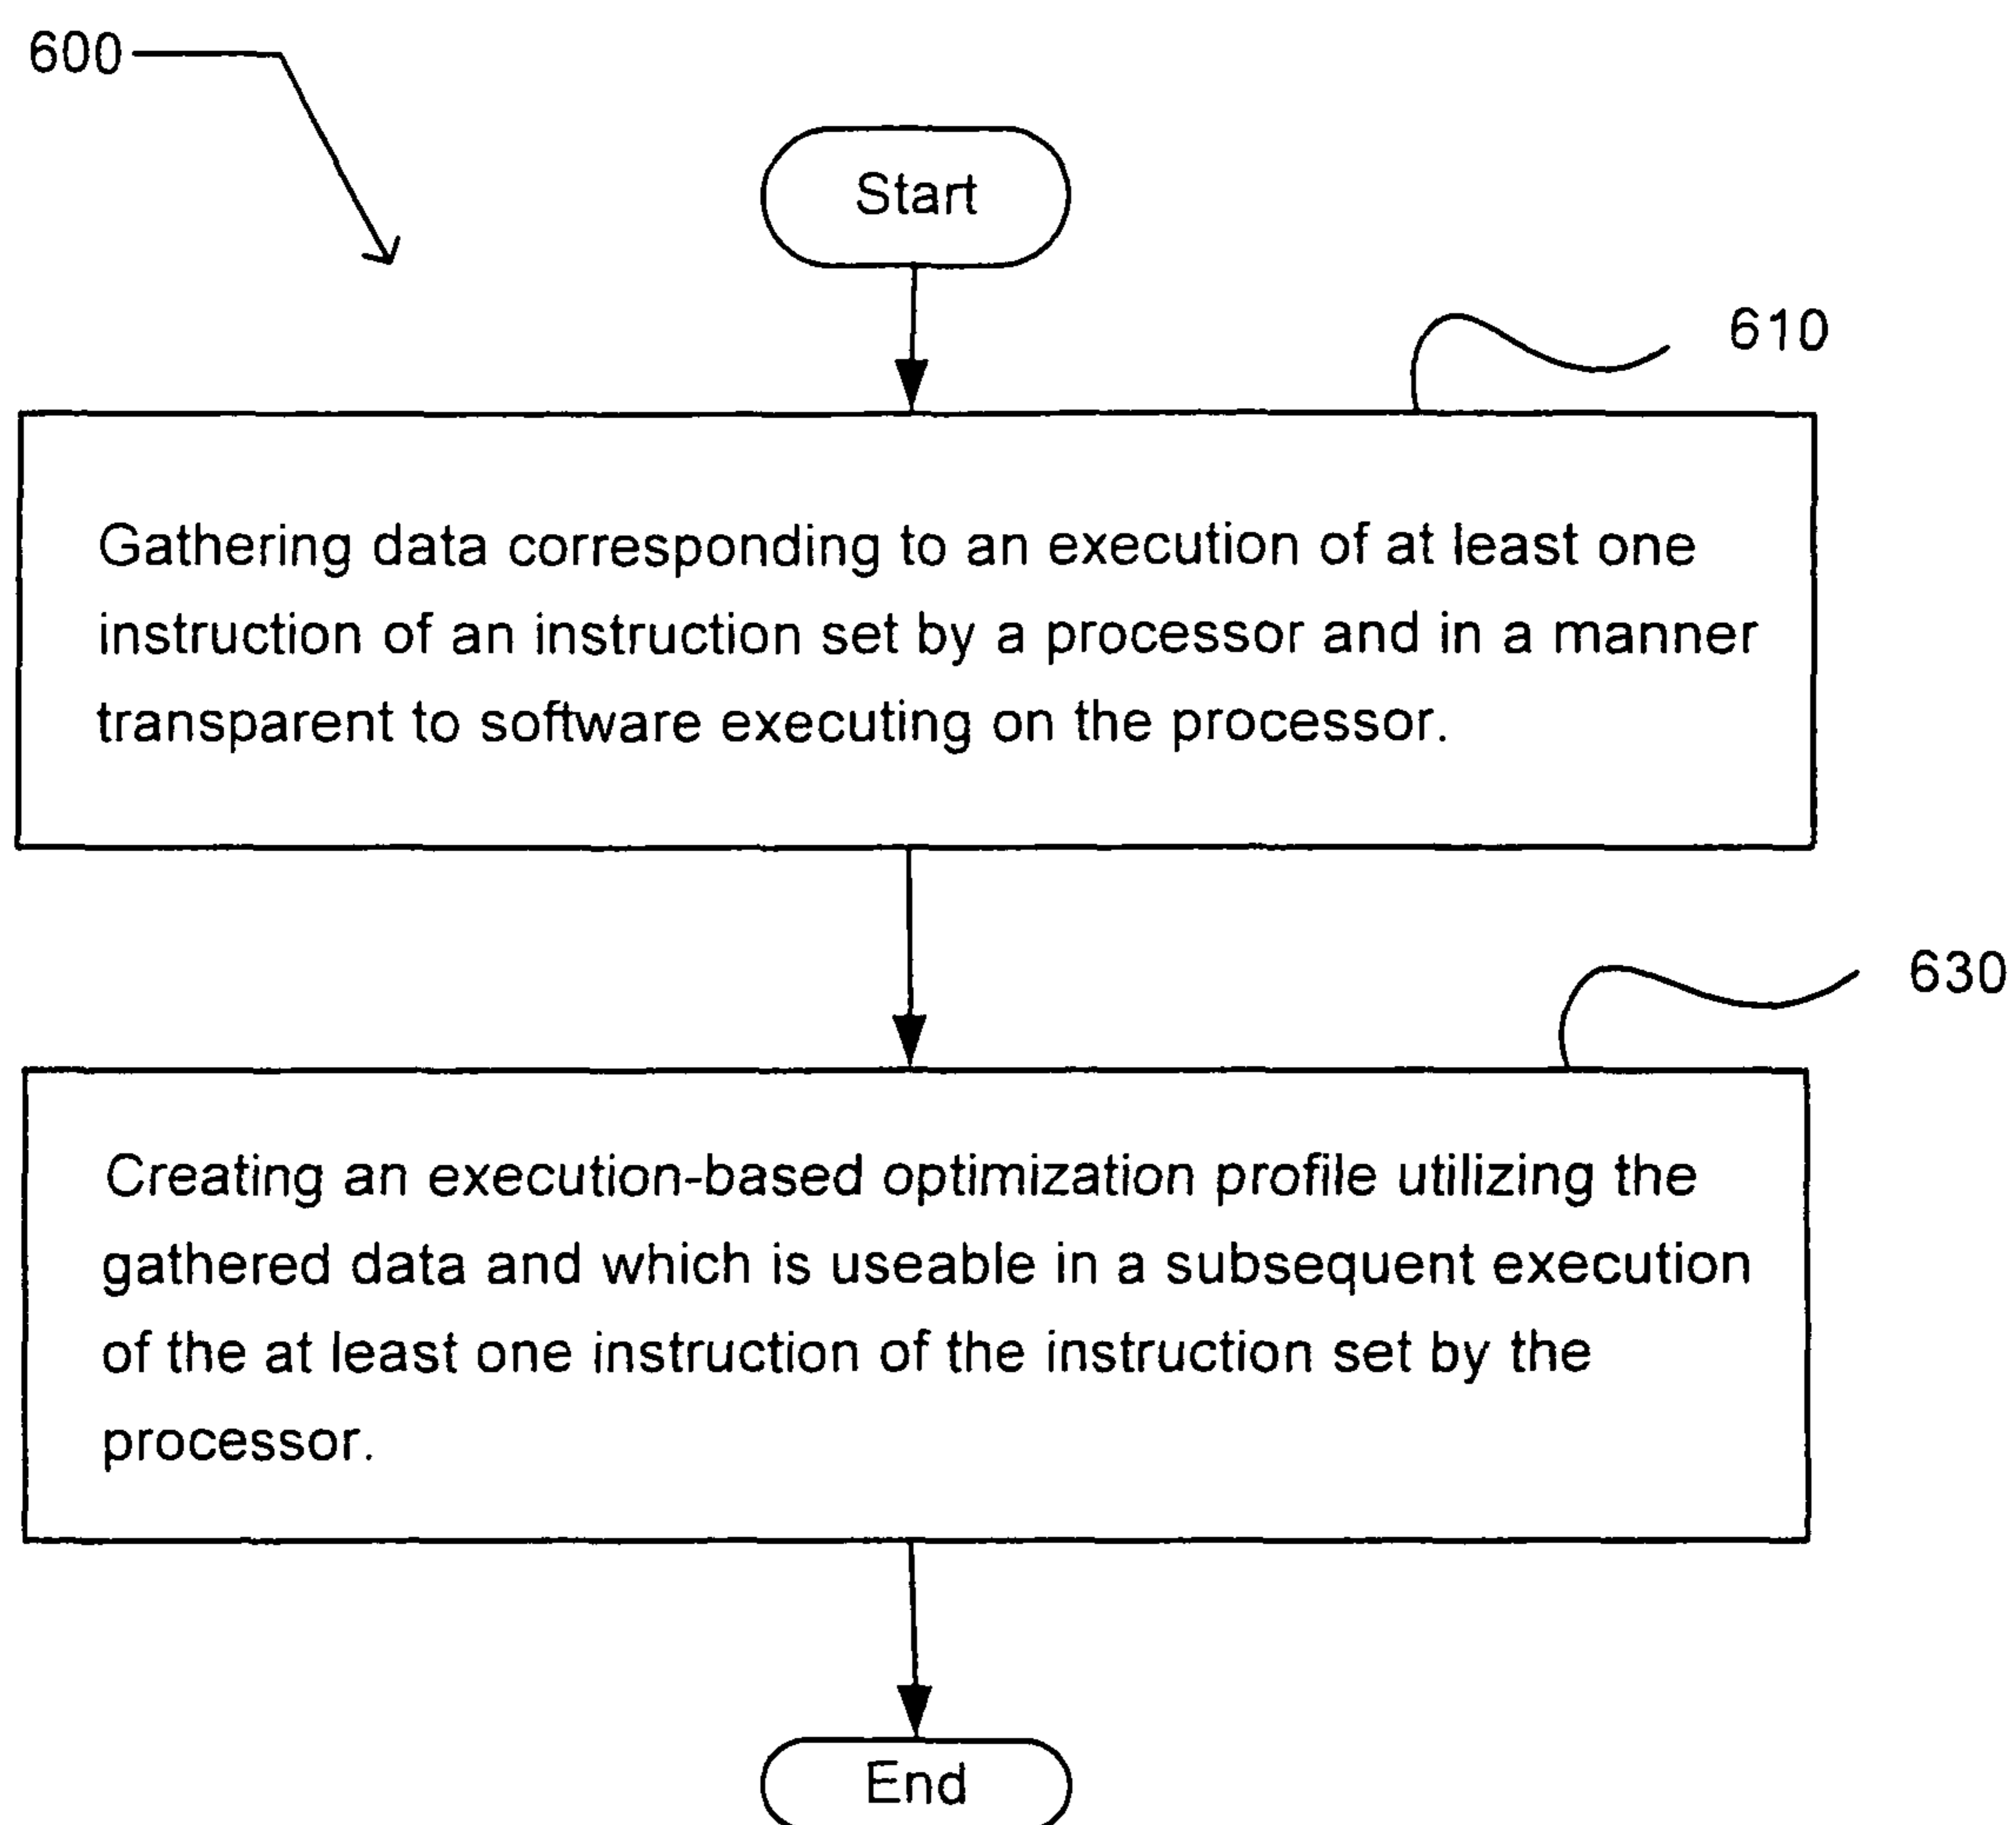 600
Start
610
Gathering data corresponding to an execution of at least one
instruction of an instruction set by a processor and in a manner
transparent to software executing on the processor.
630
Creating an execution-based optimization profile utilizing the
gathered data and which is useable in a subsequent execution
of the at least one instruction of the instruction set by the
processor.
End